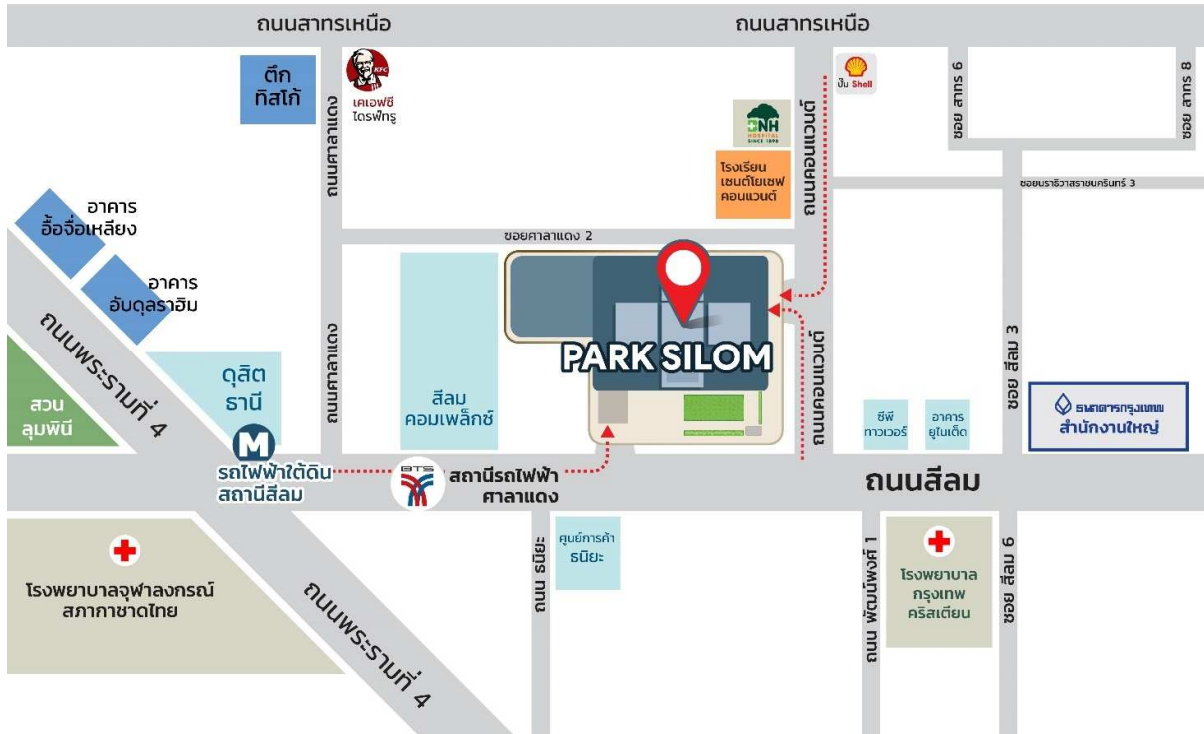 ถนนสาทรเหนือ
ถนนสาทรเหนือ
ตึก
ทิสโก้
KFC
เคเอฟซี
ไดรฟ์ทรู
ถนนศาลาแดง
BNH
HOSPITAL
SINCE 1898
โรงเรียน
เซนต์โยเซฟ
คอนแวนต์
ถนนคอนแวนต์
ปั๊ม Shell
ซอย สาทร 6
ซอย สาทร 8
ซอยนราธิวาสราชนครินทร์ 3
ซอยศาลาแดง 2
อาคาร
อื้อจื่อเหลียง
อาคาร
อับดุลราฮิม
ถนนพระรามที่ 4
สวน
ลุมพินี
ดุสิต
ธานี
ถนนศาลาแดง
สีลม
คอมเพล็กซ์
PARK SILOM
ถนนคอนแวนต์
ซีพี
ทาวเวอร์
อาคาร
ยูไนเต็ด
ซอย สีลม 3
ธนาคารกรุงเทพ
สำนักงานใหญ่
M
รถไฟฟ้าใต้ดิน
สถานีสีลม
BTS
สถานีรถไฟฟ้า
ศาลาแดง
ถนนสีลม
โรงพยาบาลจุฬาลงกรณ์
สภากาชาดไทย
ถนนพระรามที่ 4
ถนน ธนิยะ
ศูนย์การค้า
ธนิยะ
ถนน พัฒน์พงศ์ 1
โรงพยาบาล
กรุงเทพ
คริสเตียน
ซอย สีลม 6